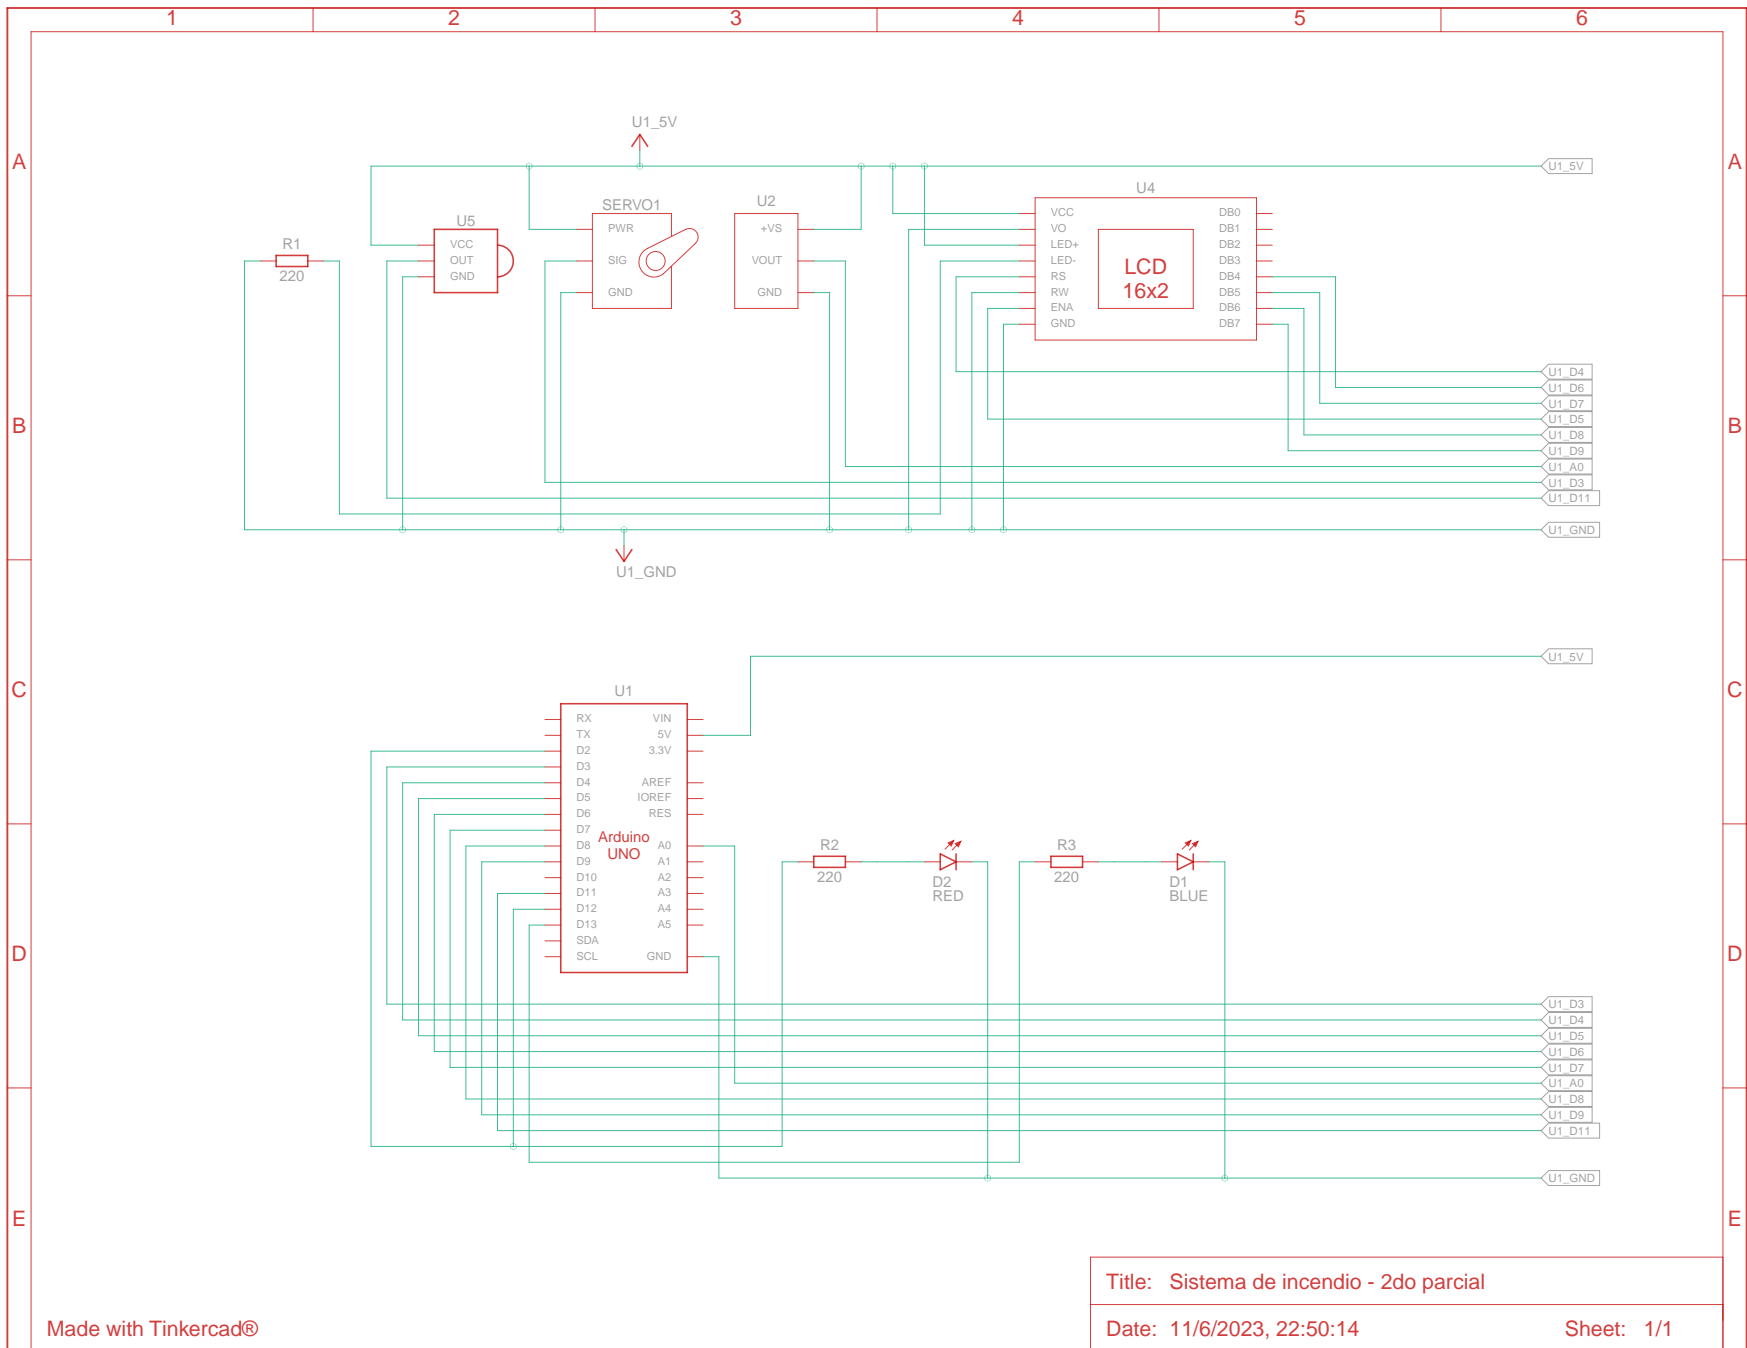 1 2 3 4 5 6
A A
B B
C C
D D
E E
U1_5V
U1_5V
R1
220
U5
VCC
OUT
GND
SERVO1
PWR
SIG
GND
U2
+VS
VOUT
GND
U4
VCC DB0
VO DB1
LED+ DB2
LED- DB3
RS DB4
RW DB5
ENA DB6
GND DB7
LCD
16x2
U1_D4
U1_D6
U1_D7
U1_D5
U1_D8
U1_D9
U1_A0
U1_D3
U1_D11
U1_GND
U1_GND
U1_5V
U1
RX VIN
TX 5V
D2 3.3V
D3
D4 AREF
D5 IOREF
D6 RES
D7
D8 A0
D9 A1
D10 A2
D11 A3
D12 A4
D13 A5
SDA
SCL GND
Arduino
UNO
R2
220
D2
RED
R3
220
D1
BLUE
U1_D3
U1_D4
U1_D5
U1_D6
U1_D7
U1_A0
U1_D8
U1_D9
U1_D11
U1_GND
Title: Sistema de incendio - 2do parcial
Made with Tinkercad®
Date: 11/6/2023, 22:50:14 Sheet: 1/1